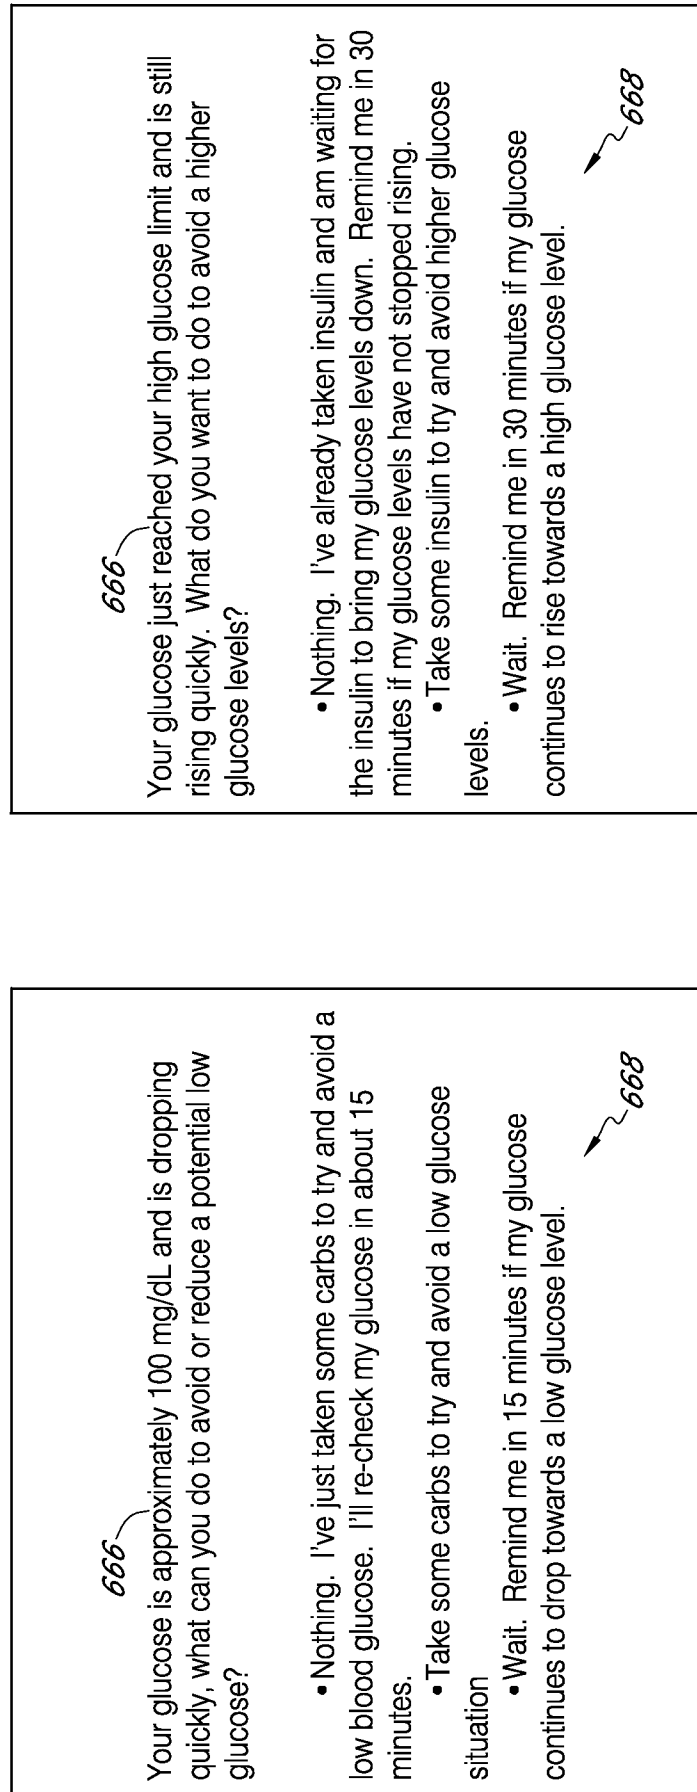 666
Your glucose is approximately 100 mg/dL and is dropping
quickly, what can you do to avoid or reduce a potential low
glucose?
• Nothing. I've just taken some carbs to try and avoid a
low blood glucose. I'll re-check my glucose in about 15
minutes.
• Take some carbs to try and avoid a low glucose
situation
• Wait. Remind me in 15 minutes if my glucose
continues to drop towards a low glucose level.
668
666
Your glucose just reached your high glucose limit and is still
rising quickly. What do you want to do to avoid a higher
glucose levels?
• Nothing. I've already taken insulin and am waiting for
the insulin to bring my glucose levels down. Remind me in 30
minutes if my glucose levels have not stopped rising.
• Take some insulin to try and avoid higher glucose
levels.
• Wait. Remind me in 30 minutes if my glucose
continues to rise towards a high glucose level.
668